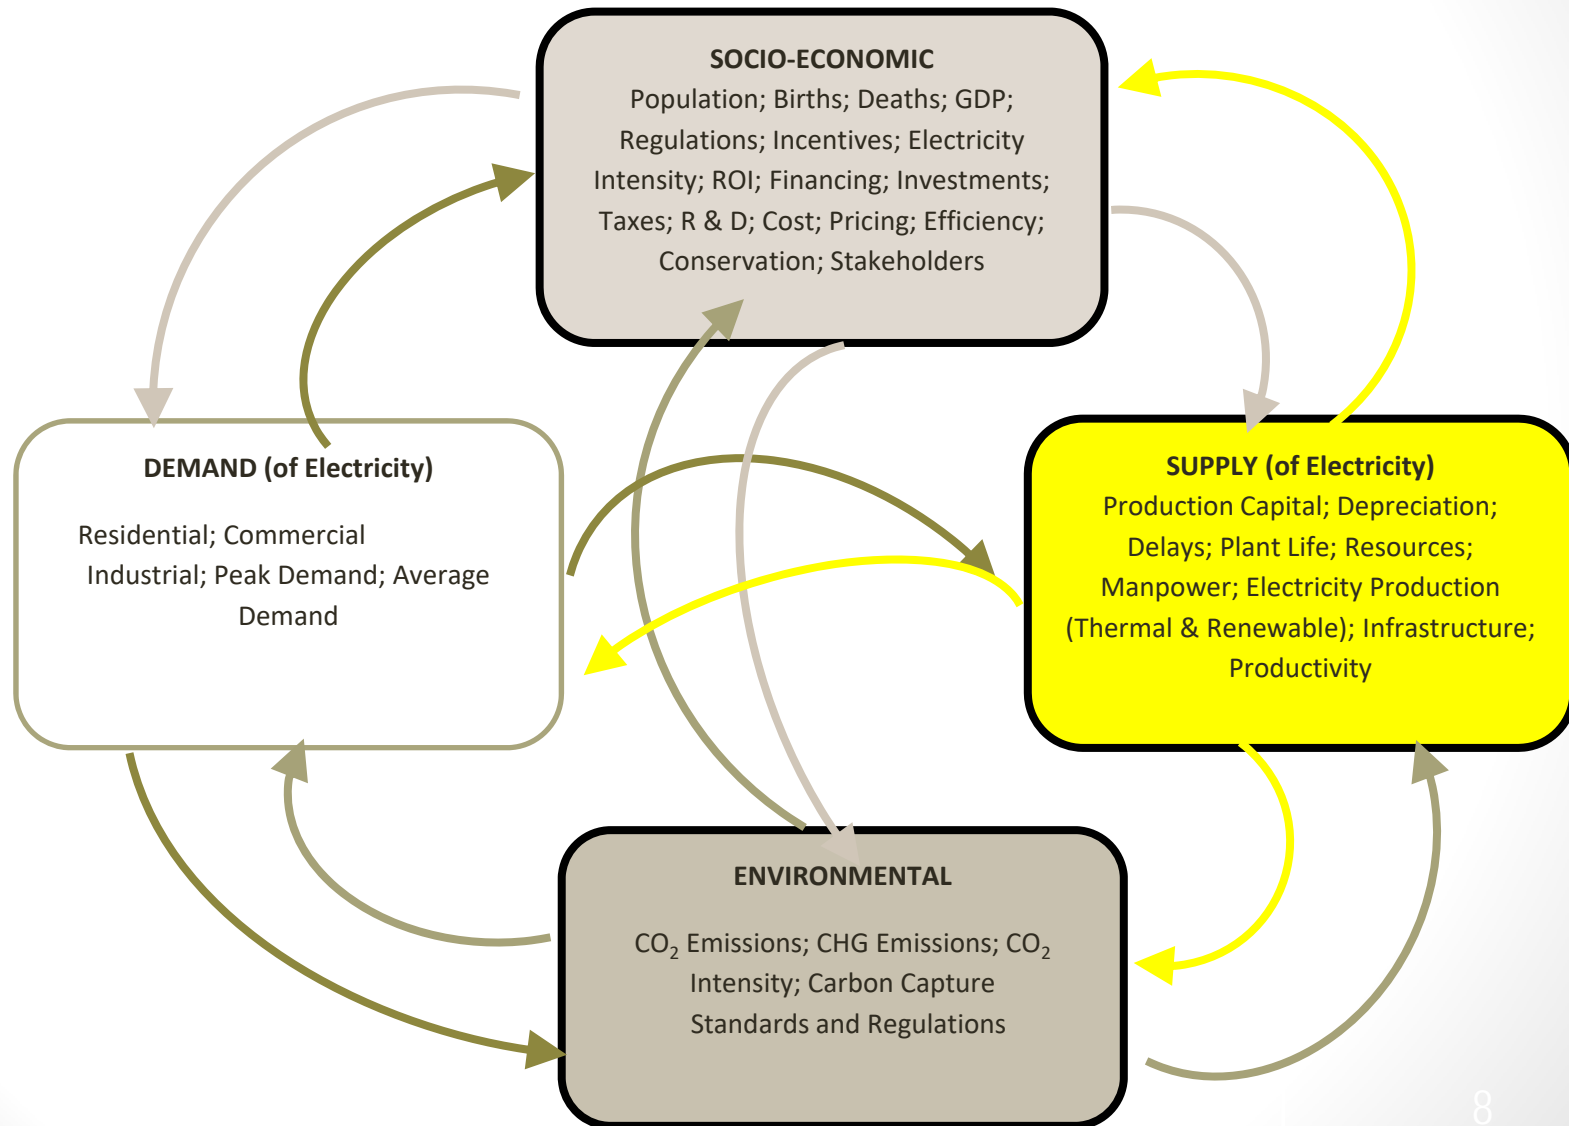 SOCIO-ECONOMIC
Population; Births; Deaths; GDP;
Regulations; Incentives; Electricity
Intensity; ROI; Financing; Investments;
Taxes; R & D; Cost; Pricing; Efficiency;
Conservation; Stakeholders
DEMAND (of Electricity)
Residential; Commercial
Industrial; Peak Demand; Average
Demand
SUPPLY (of Electricity)
Production Capital; Depreciation;
Delays; Plant Life; Resources;
Manpower; Electricity Production
(Thermal & Renewable); Infrastructure;
Productivity
ENVIRONMENTAL
CO₂ Emissions; CHG Emissions; CO₂
Intensity; Carbon Capture
Standards and Regulations
8